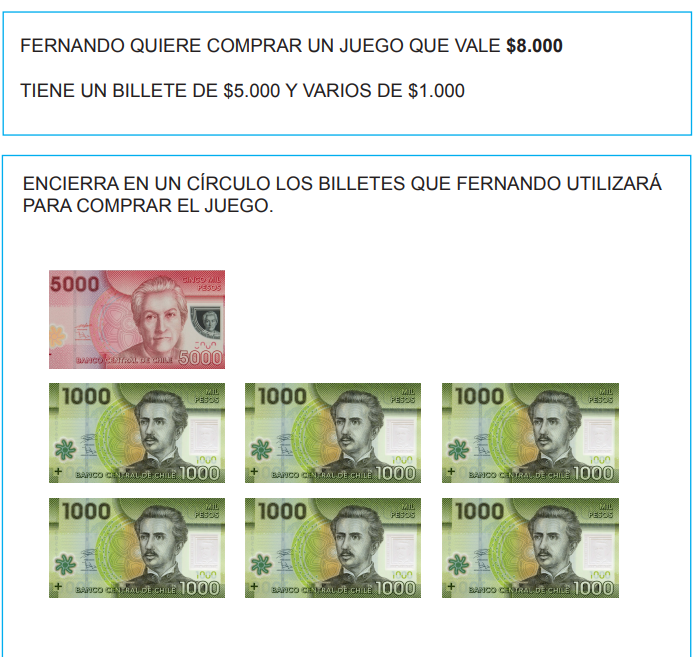 FERNANDO QUIERE COMPRAR UN JUEGO QUE VALE $8.000
TIENE UN BILLETE DE $5.000 Y VARIOS DE $1.000
ENCIERRA EN UN CÍRCULO LOS BILLETES QUE FERNANDO UTILIZARÁ
PARA COMPRAR EL JUEGO.
5000
CINCO MIL
PESOS
BANCO CENTRAL DE CHILE 5000
1000
MIL
PESOS
BANCO CENTRAL DE CHILE 1000
1000
MIL
PESOS
BANCO CENTRAL DE CHILE 1000
1000
MIL
PESOS
BANCO CENTRAL DE CHILE 1000
1000
MIL
PESOS
BANCO CENTRAL DE CHILE 1000
1000
MIL
PESOS
BANCO CENTRAL DE CHILE 1000
1000
MIL
PESOS
BANCO CENTRAL DE CHILE 1000